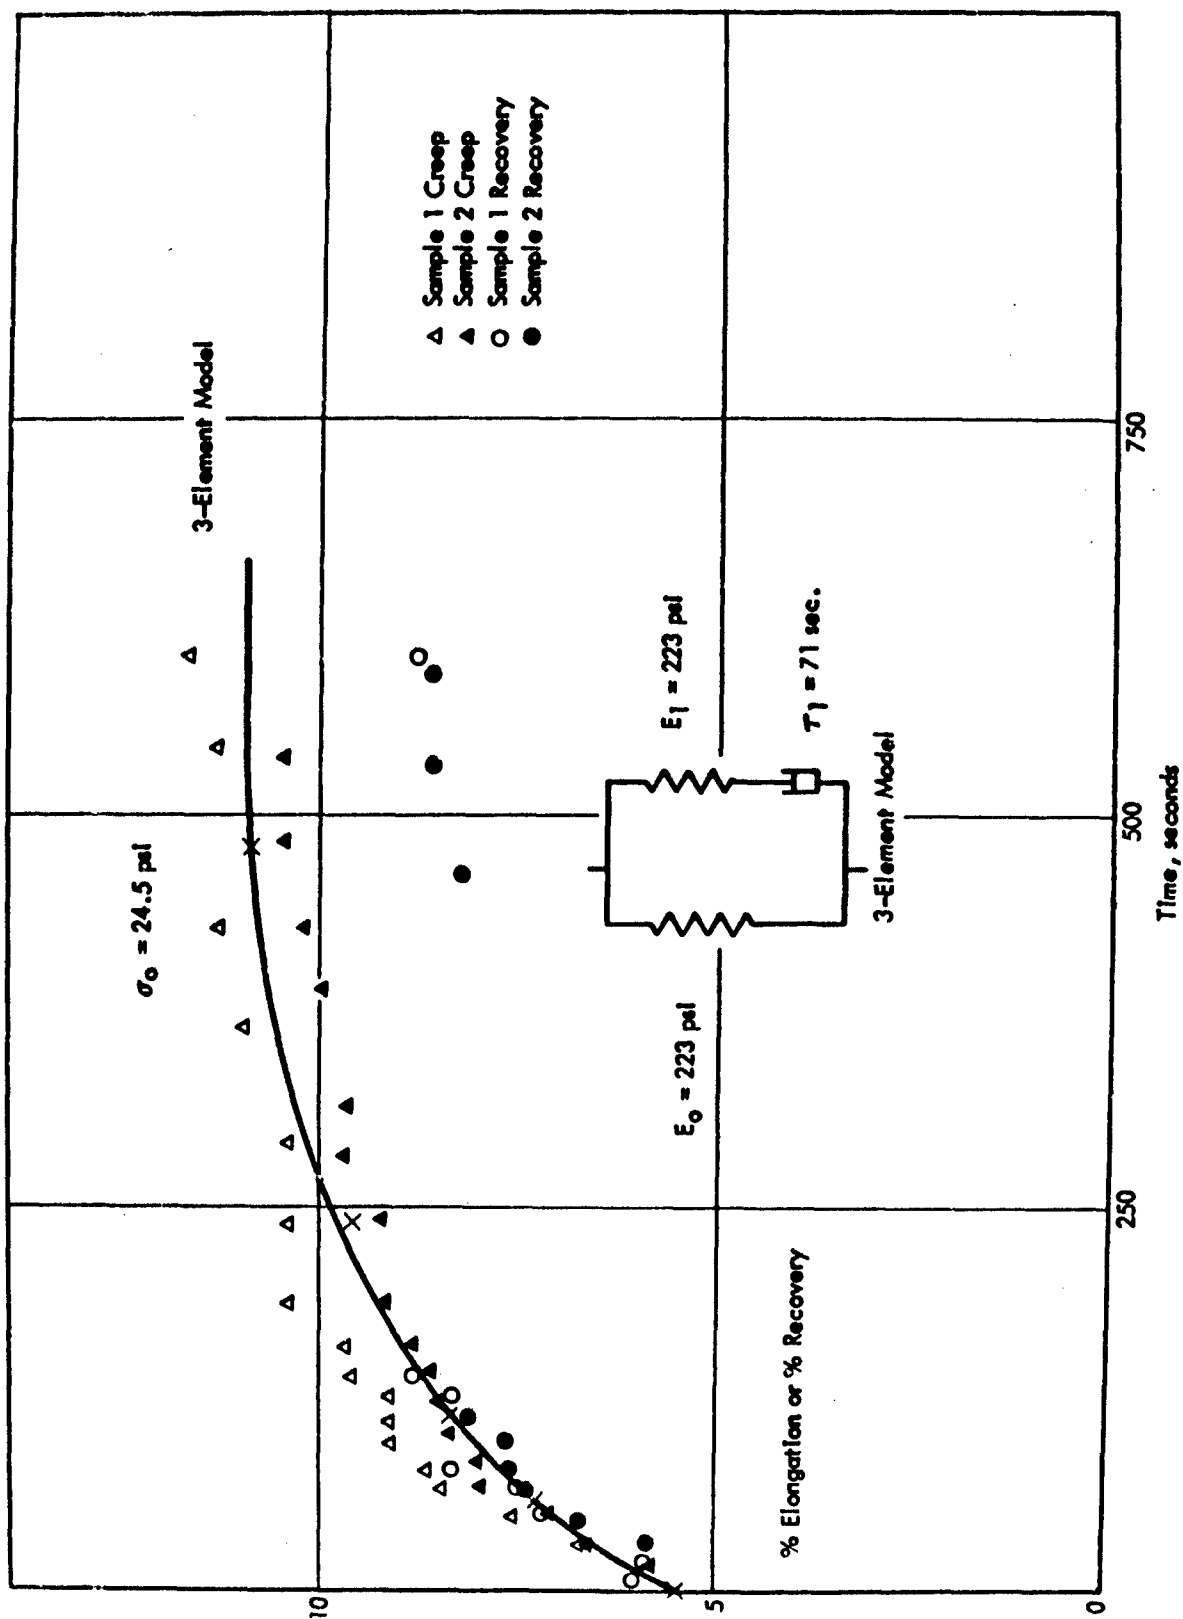 σ₀ = 24.5 psi
3-Element Model
△ Sample 1 Creep
▲ Sample 2 Creep
○ Sample 1 Recovery
● Sample 2 Recovery
E₀ = 223 psi
E₁ = 223 psi
τ₁ = 71 sec.
3-Element Model
% Elongation or % Recovery
10
5
0
250
500
750
Time, seconds